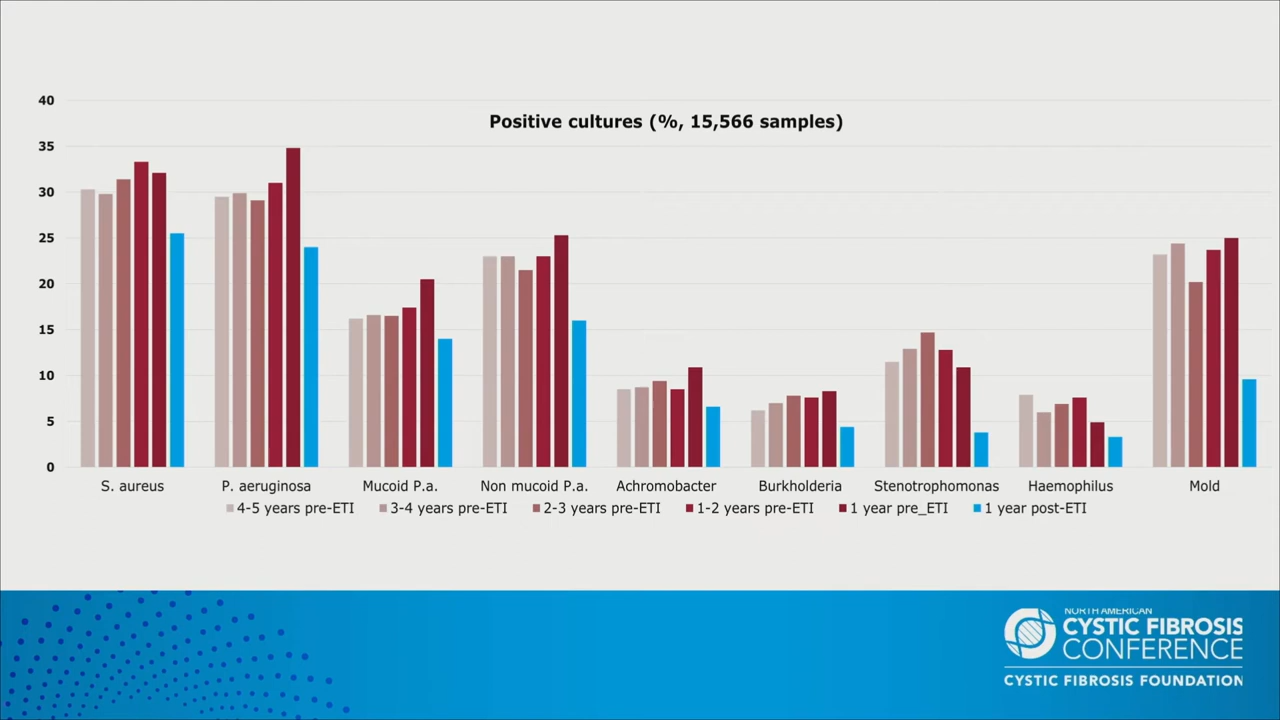 Positive cultures (%, 15,566 samples)
40
35
30
25
20
15
10
5
0
S. aureus
P. aeruginosa
Mucoid P.a.
Non mucoid P.a.
Achromobacter
Burkholderia
Stenotrophomonas
Haemophilus
Mold
4-5 years pre-ETI
3-4 years pre-ETI
2-3 years pre-ETI
1-2 years pre-ETI
1 year pre_ETI
1 year post-ETI
NORTH AMERICAN
CYSTIC FIBROSIS
CONFERENCE
CYSTIC FIBROSIS FOUNDATION